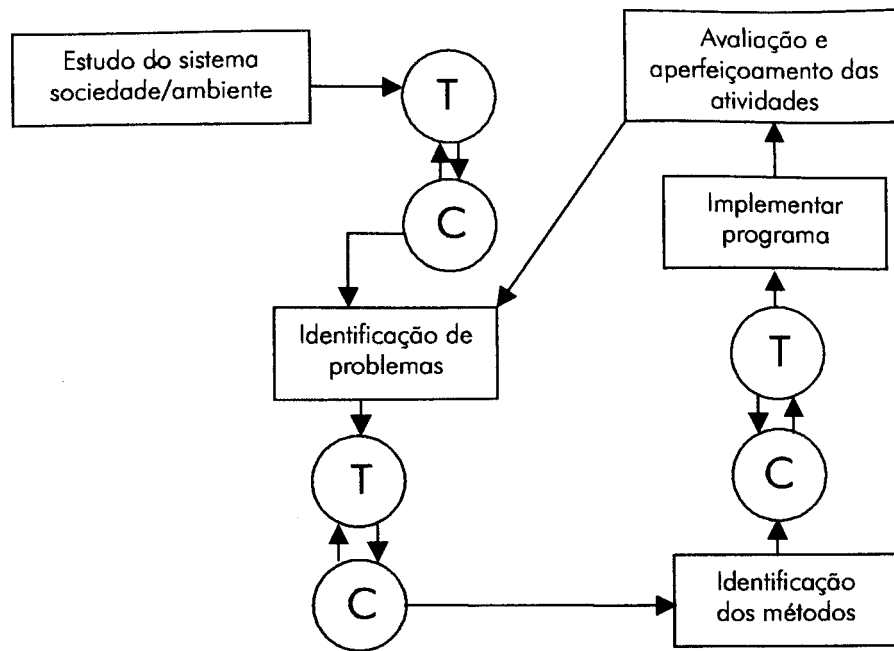 Estudo do sistema
sociedade/ambiente
T
C
Identificação de
problemas
T
C
Identificação
dos métodos
C
T
Implementar
programa
Avaliação e
aperfeiçoamento das
atividades